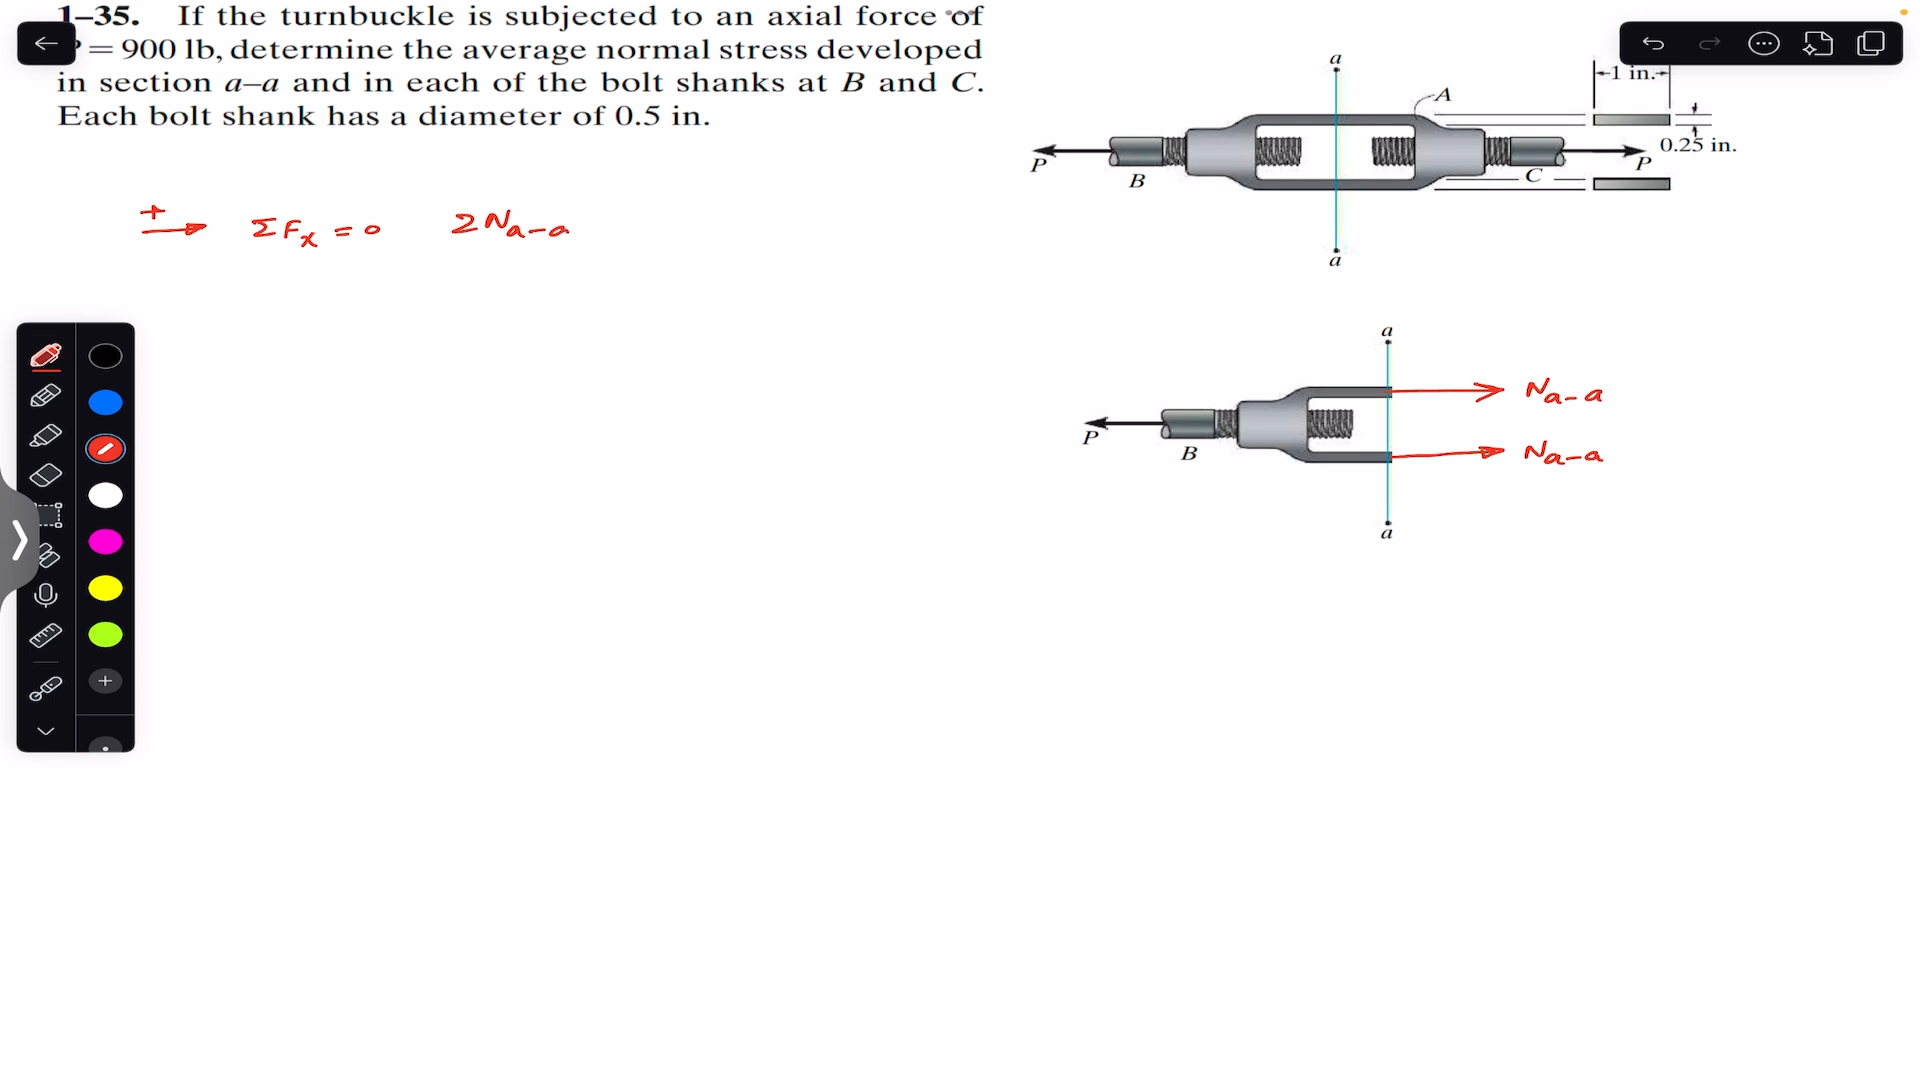 1–35. If the turnbuckle is subjected to an axial force of
= 900 lb, determine the average normal stress developed
in section a–a and in each of the bolt shanks at B and C.
Each bolt shank has a diameter of 0.5 in.
a
1 in.
A
0.25 in.
P
B
C
P
a
+ ΣFx = 0 2Na-a
a
Na-a
P
B
Na-a
a